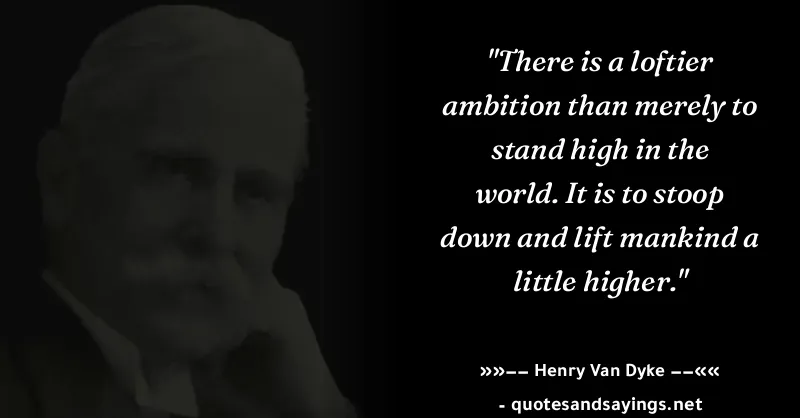 "There is a loftier
ambition than merely to
stand high in the
world. It is to stoop
down and lift mankind a
little higher."
»»−− Henry Van Dyke −−««
- quotesandsayings.net